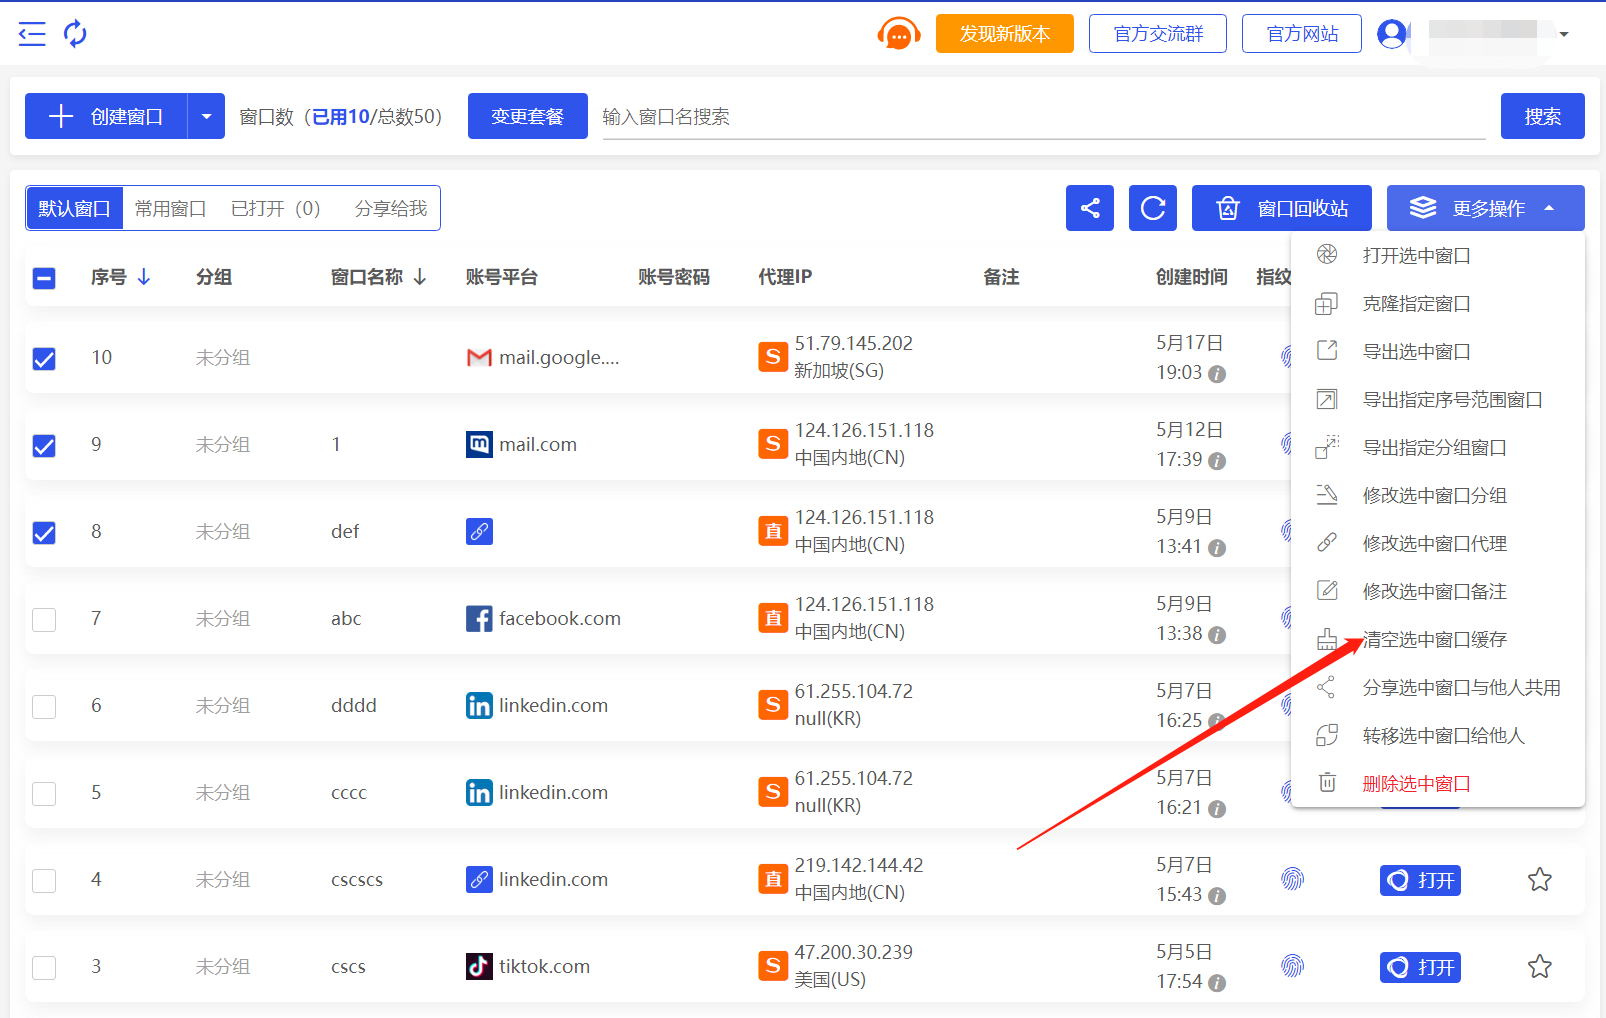 发现新版本
官方交流群
官方网站
创建窗口
窗口数（已用10/总数50）
变更套餐
输入窗口名搜索
搜索
默认窗口
常用窗口
已打开（0）
分享给我
窗口回收站
更多操作
序号
分组
窗口名称
账号平台
账号密码
代理IP
备注
创建时间
指纹
10
未分组
mail.google....
S
51.79.145.202
新加坡(SG)
5月17日
19:03
9
未分组
1
mail.com
S
124.126.151.118
中国内地(CN)
5月12日
17:39
8
未分组
def
直
124.126.151.118
中国内地(CN)
5月9日
13:41
7
未分组
abc
facebook.com
直
124.126.151.118
中国内地(CN)
5月9日
13:38
6
未分组
dddd
linkedin.com
S
61.255.104.72
null(KR)
5月7日
16:25
5
未分组
cccc
linkedin.com
S
61.255.104.72
null(KR)
5月7日
16:21
4
未分组
cscscs
linkedin.com
直
219.142.144.42
中国内地(CN)
5月7日
15:43
打开
3
未分组
cscs
tiktok.com
S
47.200.30.239
美国(US)
5月5日
17:54
打开
打开选中窗口
克隆指定窗口
导出选中窗口
导出指定序号范围窗口
导出指定分组窗口
修改选中窗口分组
修改选中窗口代理
修改选中窗口备注
清空选中窗口缓存
分享选中窗口与他人共用
转移选中窗口给他人
删除选中窗口